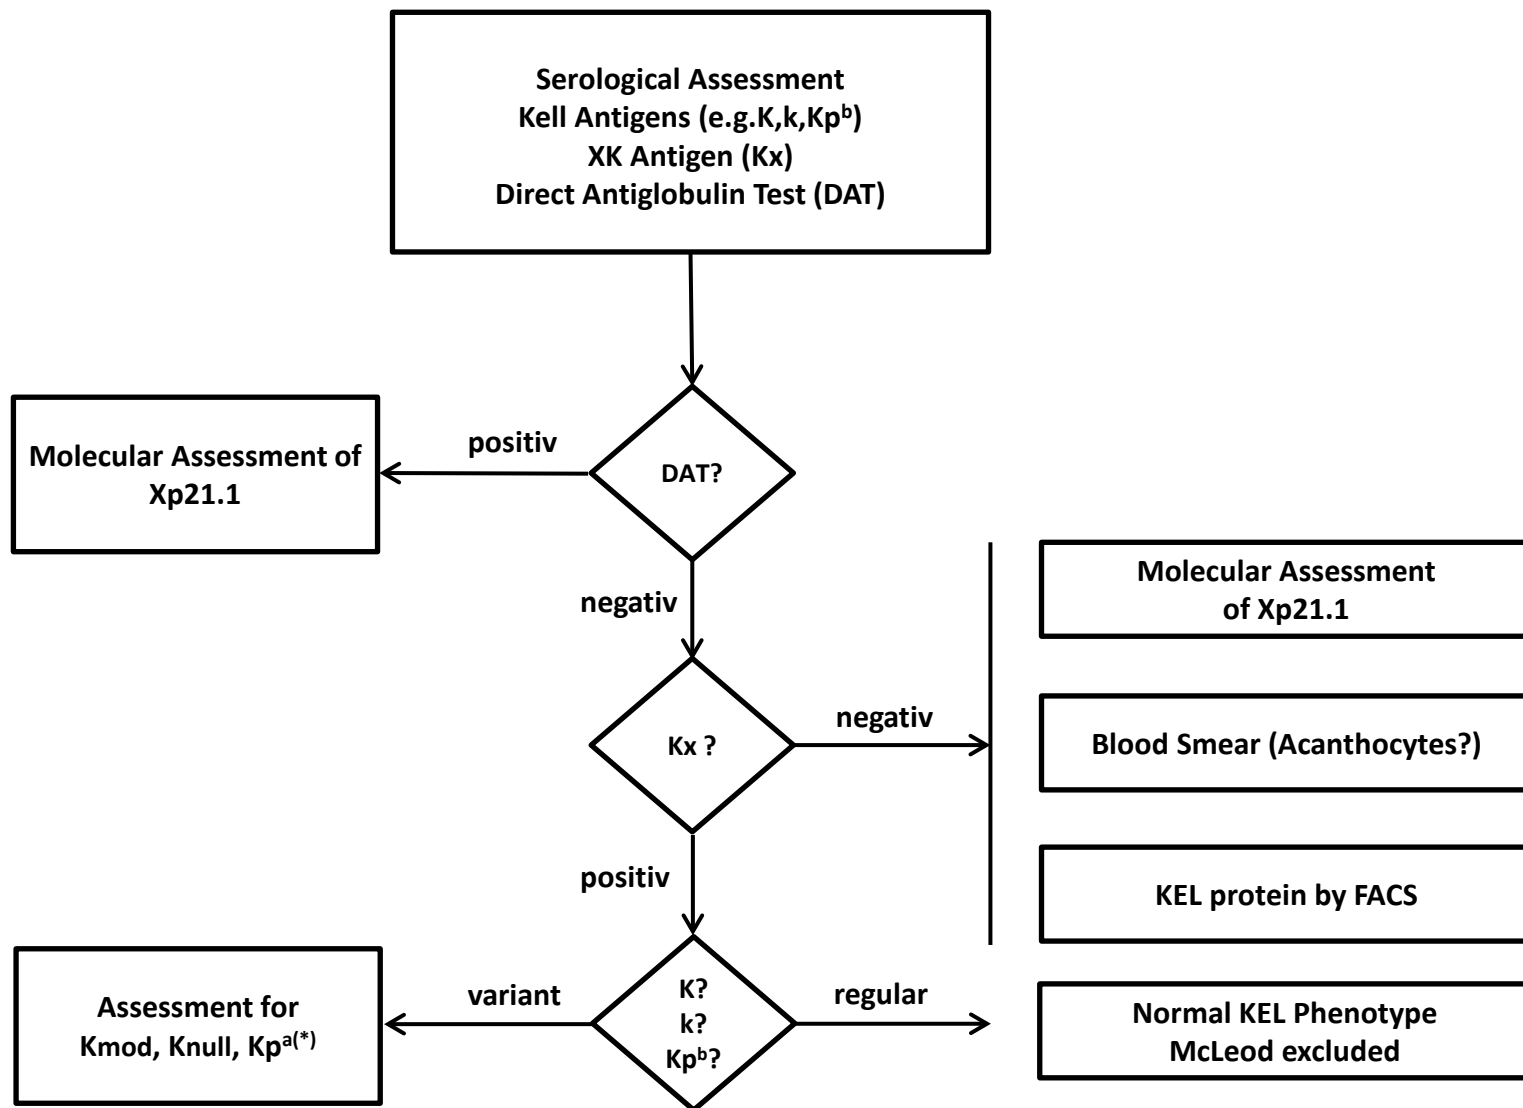 Serological Assessment
Kell Antigens (e.g.K,k,Kpᵇ)
XK Antigen (Kx)
Direct Antiglobulin Test (DAT)
positiv
Molecular Assessment of
Xp21.1
DAT?
negativ
Molecular Assessment
of Xp21.1
Kx ?
negativ
Blood Smear (Acanthocytes?)
positiv
KEL protein by FACS
variant
K?
k?
Kpᵇ?
regular
Assessment for
Kmod, Knull, Kpᵃ⁽*⁾
Normal KEL Phenotype
McLeod excluded